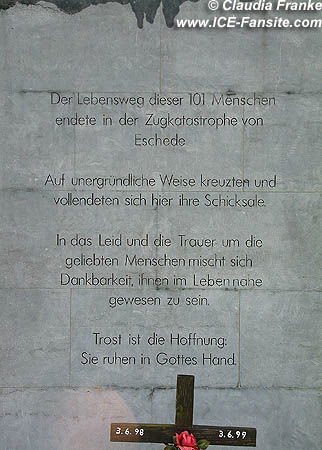 © Claudia Franke
www.ICE-Fansite.com
Der Lebensweg dieser 101 Menschen
endete in der Zugkatastrophe von
Eschede
Auf unergründliche Weise kreuzten und
vollendeten sich hier ihre Schicksale.
In das Leid und die Trauer um die
geliebten Menschen mischt sich
Dankbarkeit, ihnen im Leben nahe
gewesen zu sein.
Trost ist die Hoffnung:
Sie ruhen in Gottes Hand.
3.6.98 3.6.99